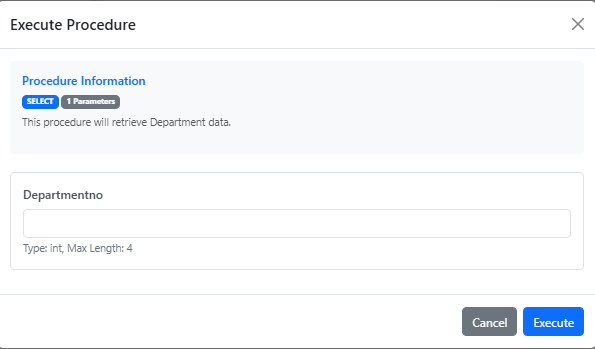 Execute Procedure
Procedure Information
SELECT 1 Parameters
This procedure will retrieve Department data.
Departmentno
Type: int, Max Length: 4
Cancel Execute